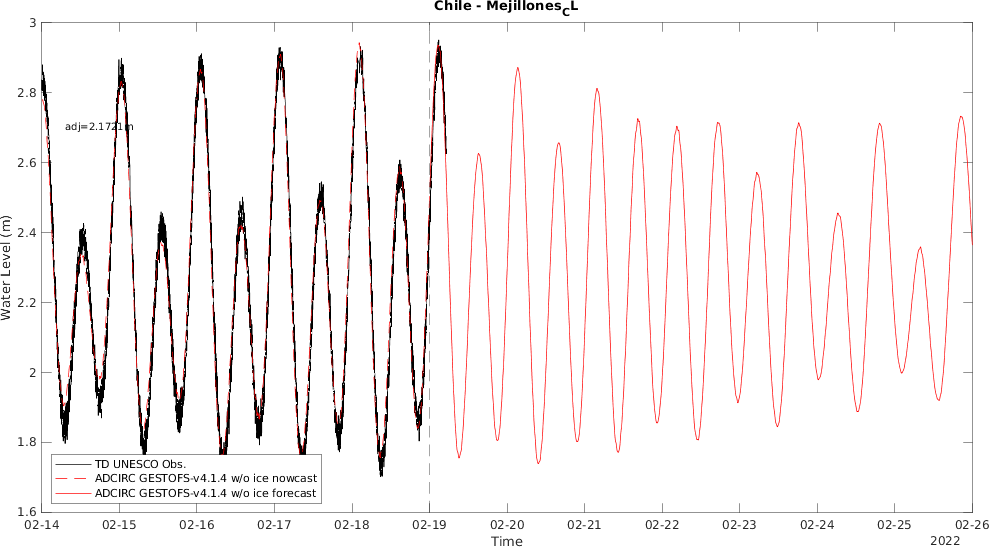 Chile - Mejillones_CL
3
2.8
2.6
2.4
2.2
2
1.8
1.6
Water Level (m)
adj=2.1721m
TD UNESCO Obs.
ADCIRC GESTOFS-v4.1.4 w/o ice nowcast
ADCIRC GESTOFS-v4.1.4 w/o ice forecast
02-14 02-15 02-16 02-17 02-18 02-19 02-20 02-21 02-22 02-23 02-24 02-25 02-26
Time
2022